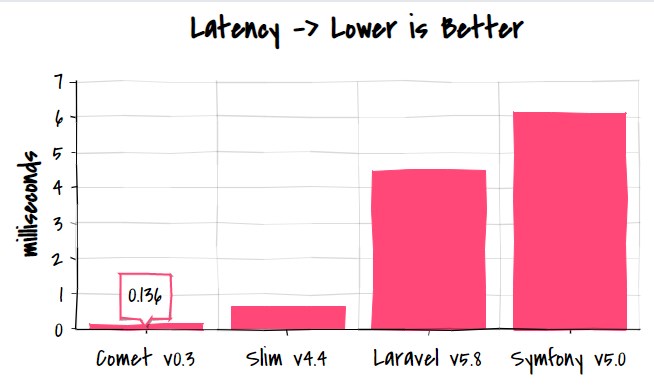 Latency -> Lower is Better
milliseconds
7
6
5
4
3
2
1
0
0.136
Comet v0.3
Slim v4.4
Laravel v5.8
Symfony v5.0